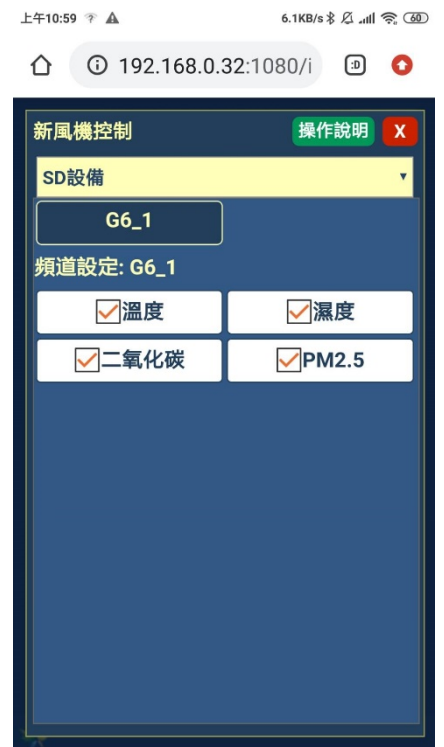 上午10:59 6.1KB/s 60
192.168.0.32:1080/i :D
新風機控制 操作說明 X
SD設備
G6_1
頻道設定: G6_1
溫度 濕度
二氧化碳 PM2.5